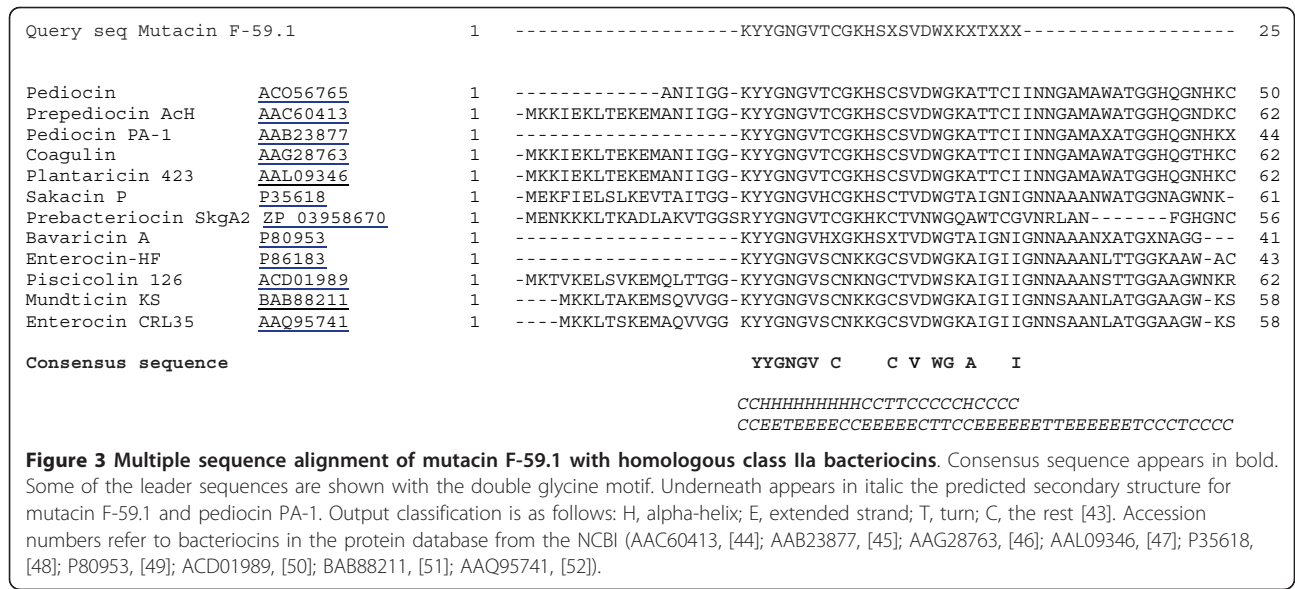 Query seq Mutacin F-59.1 1 -------------------KYYGNGVTCGKHSXSVDWXKXTXXX------------------ 25
Pediocin ACO56765 1 -------------ANIIGG-KYYGNGVTCGKHSCSVDWGKATTCIINNGAMAWATGGHQGNHKC 50
Prepediocin AcH AAC60413 1 -MKKIEKLTEKEMANIIGG-KYYGNGVTCGKHSCSVDWGKATTCIINNGAMAWATGGHQGNDKC 62
Pediocin PA-1 AAB23877 1 -------------------KYYGNGVTCGKHSCSVDWGKATTCIINNGAMAXATGGHQGNHKX 44
Coagulin AAG28763 1 -MKKIEKLTEKEMANIIGG-KYYGNGVTCGKHSCSVDWGKATTCIINNGAMAWATGGHQGTHKC 62
Plantaricin 423 AAL09346 1 -MKKIEKLTEKEMANIIGG-KYYGNGVTCGKHSCSVDWGKATTCIINNGAMAWATGGHQGNHKC 62
Sakacin P P35618 1 -MEKFIELSLKEVTAITGG-KYYGNGVHCGKHSCTVDWGTAIGNIGNNAAANWATGGNAGWNK- 61
Prebacteriocin SkgA2 ZP 03958670 1 -MENKKKLTKADLAKVTGGSRYYGNGVTCGKHKCTVNWGQAWTCGVNRLAN-------FGHGNC 56
Bavaricin A P80953 1 -------------------KYYGNGVHXGKHSXTVDWGTAIGNIGNNAAANXATGXNAGG--- 41
Enterocin-HF P86183 1 -------------------KYYGNGVSCNKKGCSVDWGKAIGIIGNNAAANLTTGGKAAW-AC 43
Piscicolin 126 ACD01989 1 -MKTVKELSVKEMQLTTGG-KYYGNGVSCNKNGCTVDWSKAIGIIGNNAAANSTTGGAAGWNKR 62
Mundticin KS BAB88211 1 ----MKKLTAKEMSQVVGG-KYYGNGVSCNKKGCSVDWGKAIGIIGNNSAANLATGGAAGW-KS 58
Enterocin CRL35 AAQ95741 1 ----MKKLTSKEMAQVVGG KYYGNGVSCNKKGCSVDWGKAIGIIGNNSAANLATGGAAGW-KS 58
Consensus sequence YYGNGV C C V WG A I
CCHHHHHHHHHCCTTCCCCCHCCCC
CCEETEEEECCEEEEECTTCCEEEEEETTEEEEEETCCCTCCCC
Figure 3 Multiple sequence alignment of mutacin F-59.1 with homologous class IIa bacteriocins. Consensus sequence appears in bold.
Some of the leader sequences are shown with the double glycine motif. Underneath appears in italic the predicted secondary structure for
mutacin F-59.1 and pediocin PA-1. Output classification is as follows: H, alpha-helix; E, extended strand; T, turn; C, the rest [43]. Accession
numbers refer to bacteriocins in the protein database from the NCBI (AAC60413, [44]; AAB23877, [45]; AAG28763, [46]; AAL09346, [47]; P35618,
[48]; P80953, [49]; ACD01989, [50]; BAB88211, [51]; AAQ95741, [52]).